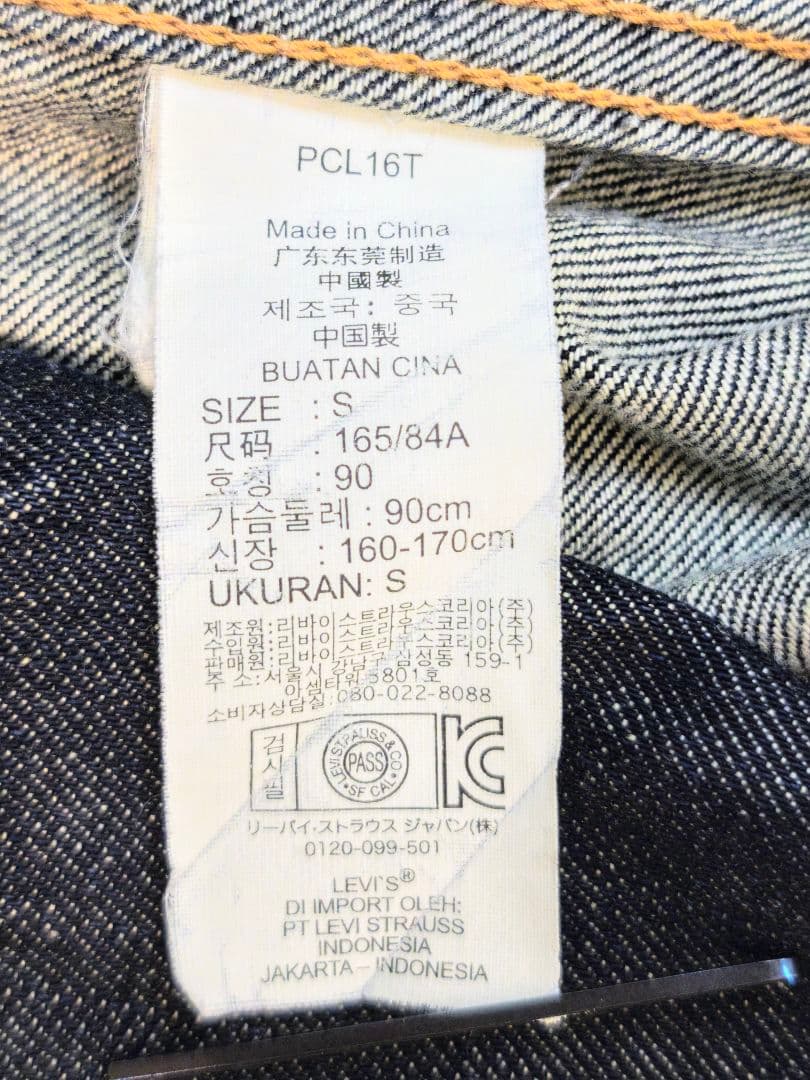 PCL16T
Made in China
广东东莞制造
中國製
제조국: 중국
中国製
BUATAN CINA
SIZE : S
尺码 : 165/84A
호칭 : 90
가슴둘레 : 90cm
신장 : 160-170cm
UKURAN: S
제조원:리바이스트라우스코리아(주)
수입원:리바이스트라우스코리아(주)
판매원:리바이스트라우스코리아(주)
주 소:서울시 강남구 삼성동 159-1
아셈타워 3801호
소비자상담실:080-022-8088
검사필
LEVI STRAUSS & CO
PASS
SF CAL
リーバイ·ストラウス ジャパン(株)
0120-099-501
LEVI'S®
DI IMPORT OLEH:
PT LEVI STRAUSS
INDONESIA
JAKARTA – INDONESIA